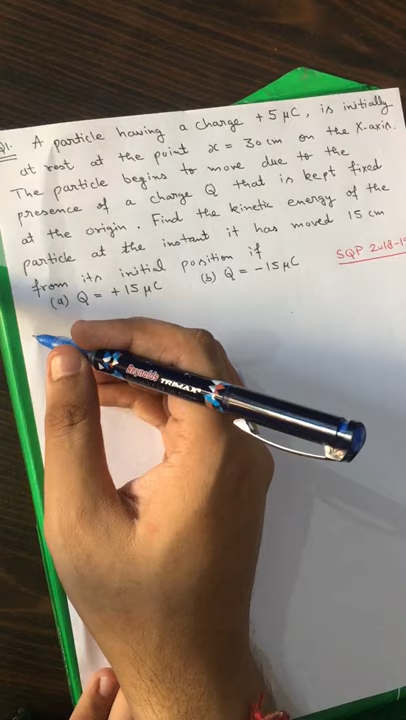 Q1. A particle having a charge +5 μC, is initially
at rest at the point x = 30 cm on the X-axis.
The particle begins to move due to the
presence of a charge Q that is kept fixed
at the origin. Find the kinetic energy of the
particle at the instant it has moved 15 cm
from its initial position if
(a) Q = +15 μC (b) Q = -15 μC
SQP 2018-19
Reynolds TRIMAX